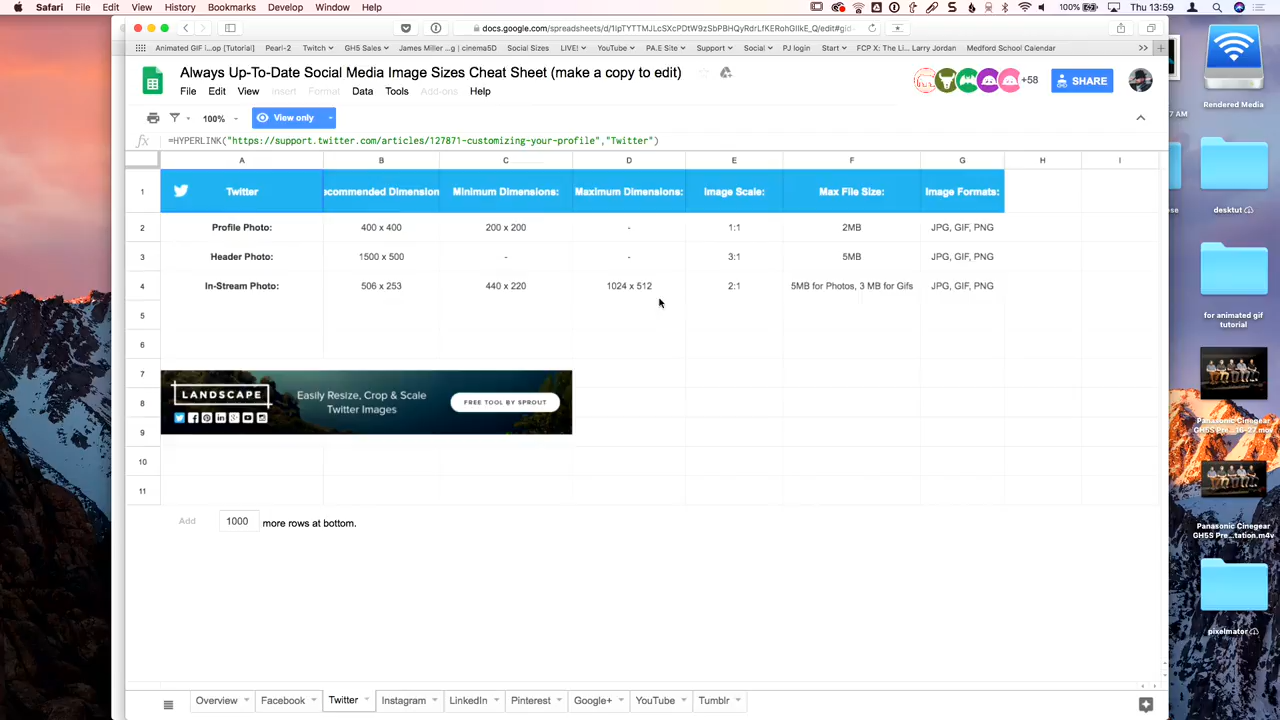 Safari File Edit View History Bookmarks Develop Window Help 100% Thu 13:59
docs.google.com/spreadsheets/d/
Animated GIF i...op [Tutorial] Pearl-2 Twitch GH5 Sales James Miller ...g | cinema5D Social Sizes LIVE! YouTube PA.E Site Support Social PJ login Start FCP X: The Li... Larry Jordan Medford School Calendar
Always Up-To-Date Social Media Image Sizes Cheat Sheet (make a copy to edit)
+58
SHARE
File Edit View Insert Format Data Tools Add-ons Help
100% View only
fx =HYPERLINK("https://support.twitter.com/articles/127871-customizing-your-profile","Twitter")
A B C D E F G H I
1 Twitter ecommended Dimension Minimum Dimensions: Maximum Dimensions: Image Scale: Max File Size: Image Formats:
2 Profile Photo: 400 x 400 200 x 200 - 1:1 2MB JPG, GIF, PNG
3 Header Photo: 1500 x 500 - - 3:1 5MB JPG, GIF, PNG
4 In-Stream Photo: 506 x 253 440 x 220 1024 x 512 2:1 5MB for Photos, 3 MB for Gifs JPG, GIF, PNG
5
6
7
8
9
10
11
LANDSCAPE
Easily Resize, Crop & Scale
Twitter Images
FREE TOOL BY SPROUT
Add 1000 more rows at bottom.
Overview Facebook Twitter Instagram LinkedIn Pinterest Google+ YouTube Tumblr
Rendered Media
7 AM
desktut
ose
for animated gif
tutorial
Panasonic Cinegear
GH5S Pre...
Panasonic Cinegear
GH5S Pre...tation.m4v
pixelmator